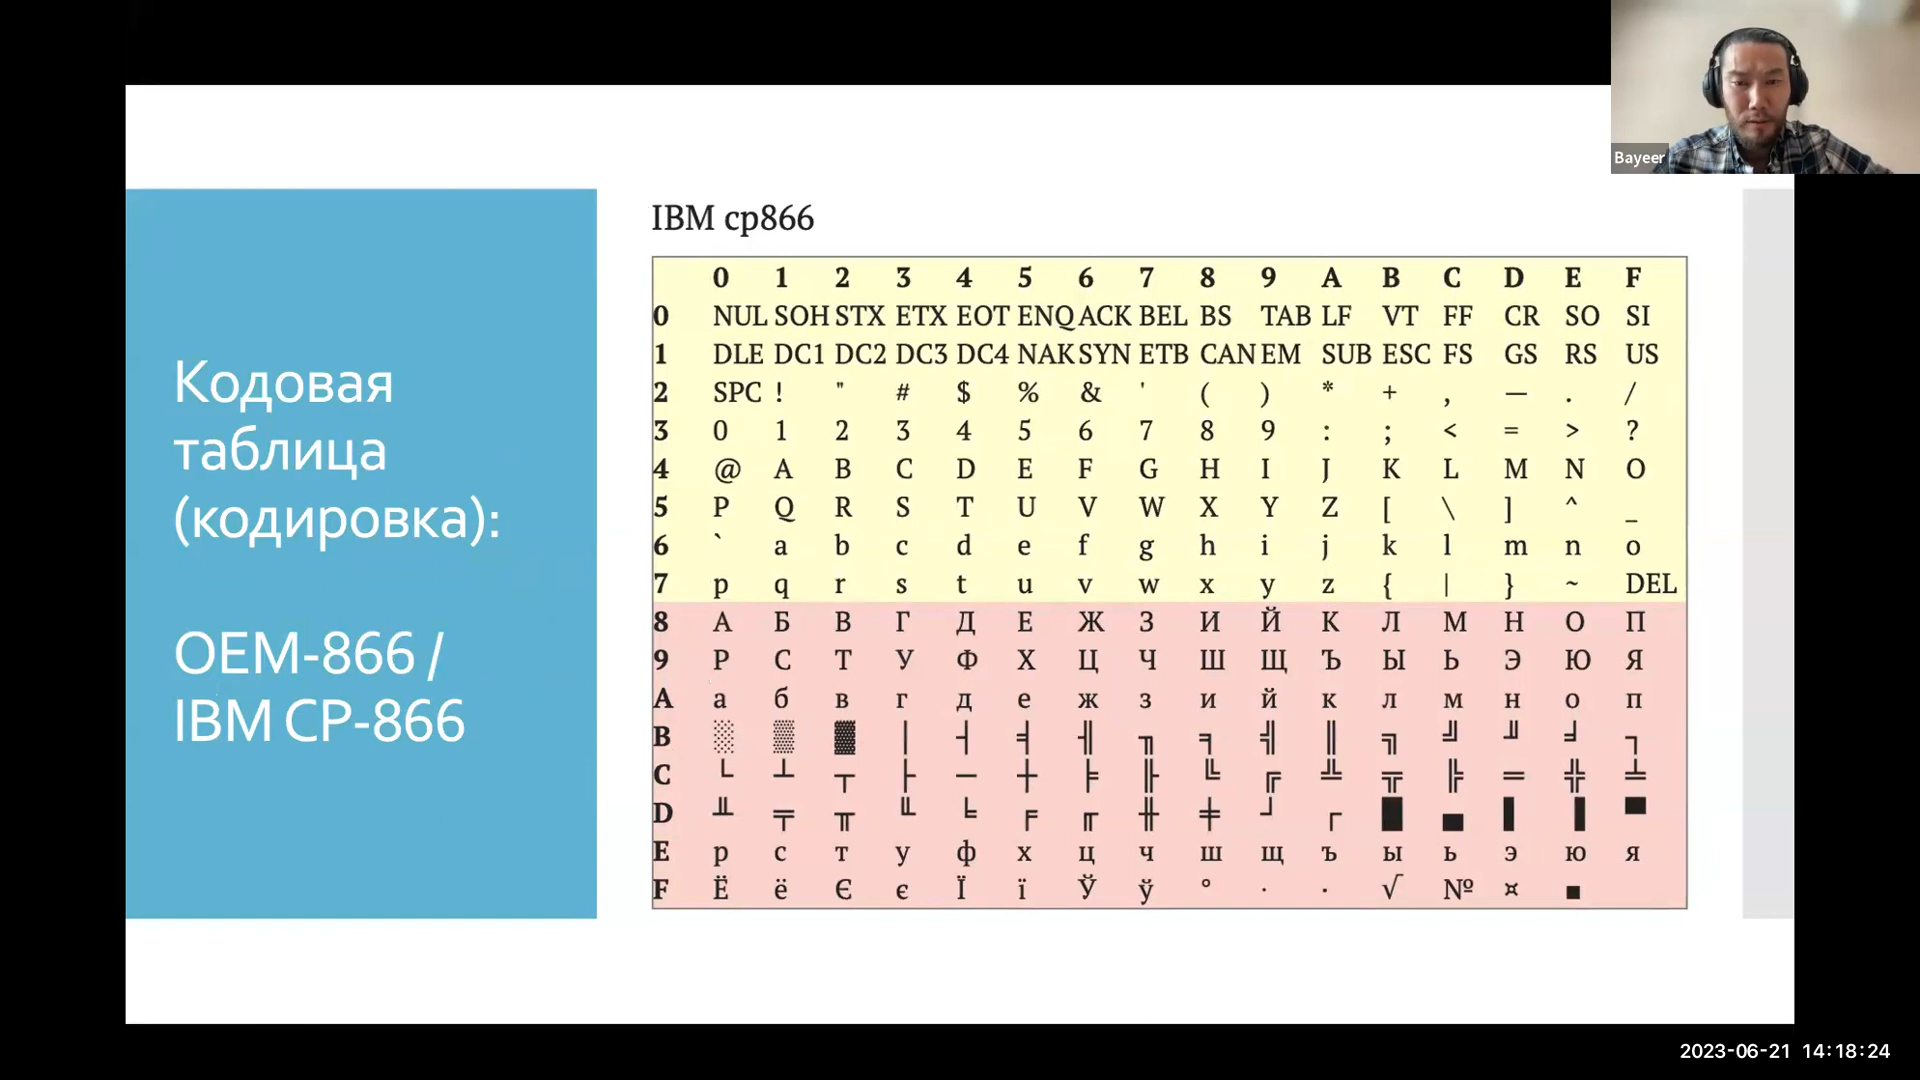 Bayeer
Кодовая
таблица
(кодировка):
OEM-866 /
IBM CP-866
IBM cp866
0 1 2 3 4 5 6 7 8 9 A B C D E F
0 NUL SOH STX ETX EOT ENQ ACK BEL BS TAB LF VT FF CR SO SI
1 DLE DC1 DC2 DC3 DC4 NAK SYN ETB CAN EM SUB ESC FS GS RS US
2 SPC ! " # $ % & ' ( ) * + , — . /
3 0 1 2 3 4 5 6 7 8 9 : ; < = > ?
4 @ A B C D E F G H I J K L M N O
5 P Q R S T U V W X Y Z [ \ ] ^ _
6 ` a b c d e f g h i j k l m n o
7 p q r s t u v w x y z { | } ~ DEL
8 А Б В Г Д Е Ж З И Й К Л М Н О П
9 Р С Т У Ф Х Ц Ч Ш Щ Ъ Ы Ь Э Ю Я
A а б в г д е ж з и й к л м н о п
B ░ ▒ ▓ │ ┤ ╡ ╢ ╖ ╕ ╣ ║ ╗ ╝ ╜ ╛ ┐
C └ ┴ ┬ ├ ─ ┼ ╞ ╟ ╚ ╔ ╩ ╦ ╠ ═ ╬ ╧
D ╨ ╤ ╥ ╙ ╘ ╒ ╓ ╫ ╪ ┘ ┌ █ ▄ ▌ ▐ ▀
E р с т у ф х ц ч ш щ ъ ы ь э ю я
F Ё ё Є є Ї ї Ў ў ° ∙ · √ № ¤ ■
2023-06-21 14:18:24